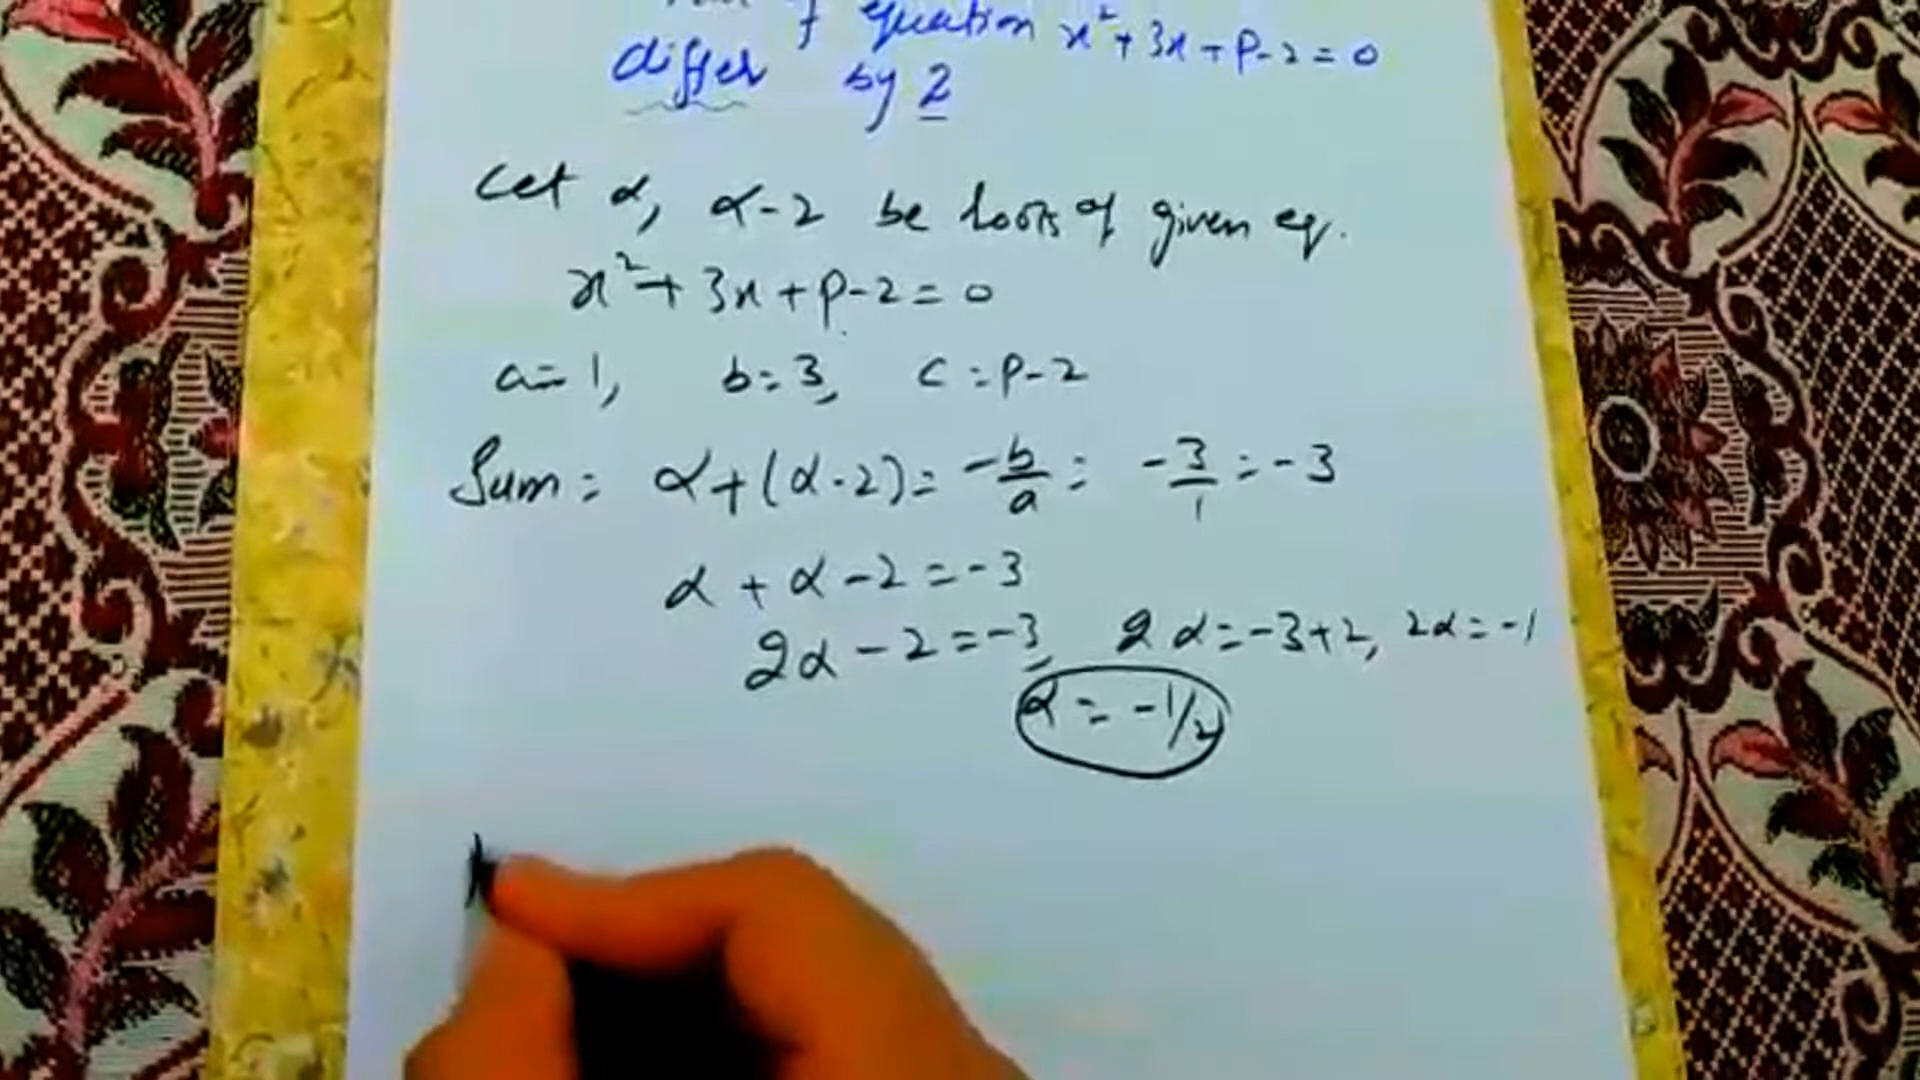 f equation x²+3x+P-2=0
differ by 2
Let α, α-2 be roots of given eq.
x²+3x+P-2=0
a=1, b=3, c=P-2
Sum= α+(α-2)= -b/a = -3/1 = -3
α+α-2=-3
2α-2=-3, 2α=-3+2, 2α=-1
α=-1/2